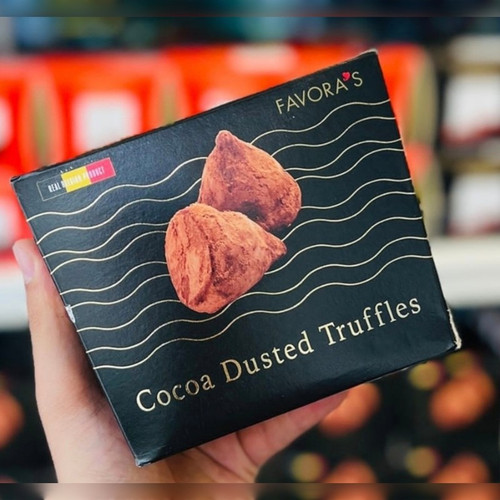 FAVORA'S
REAL BELGIAN PRODUCT
Cocoa Dusted Truffles